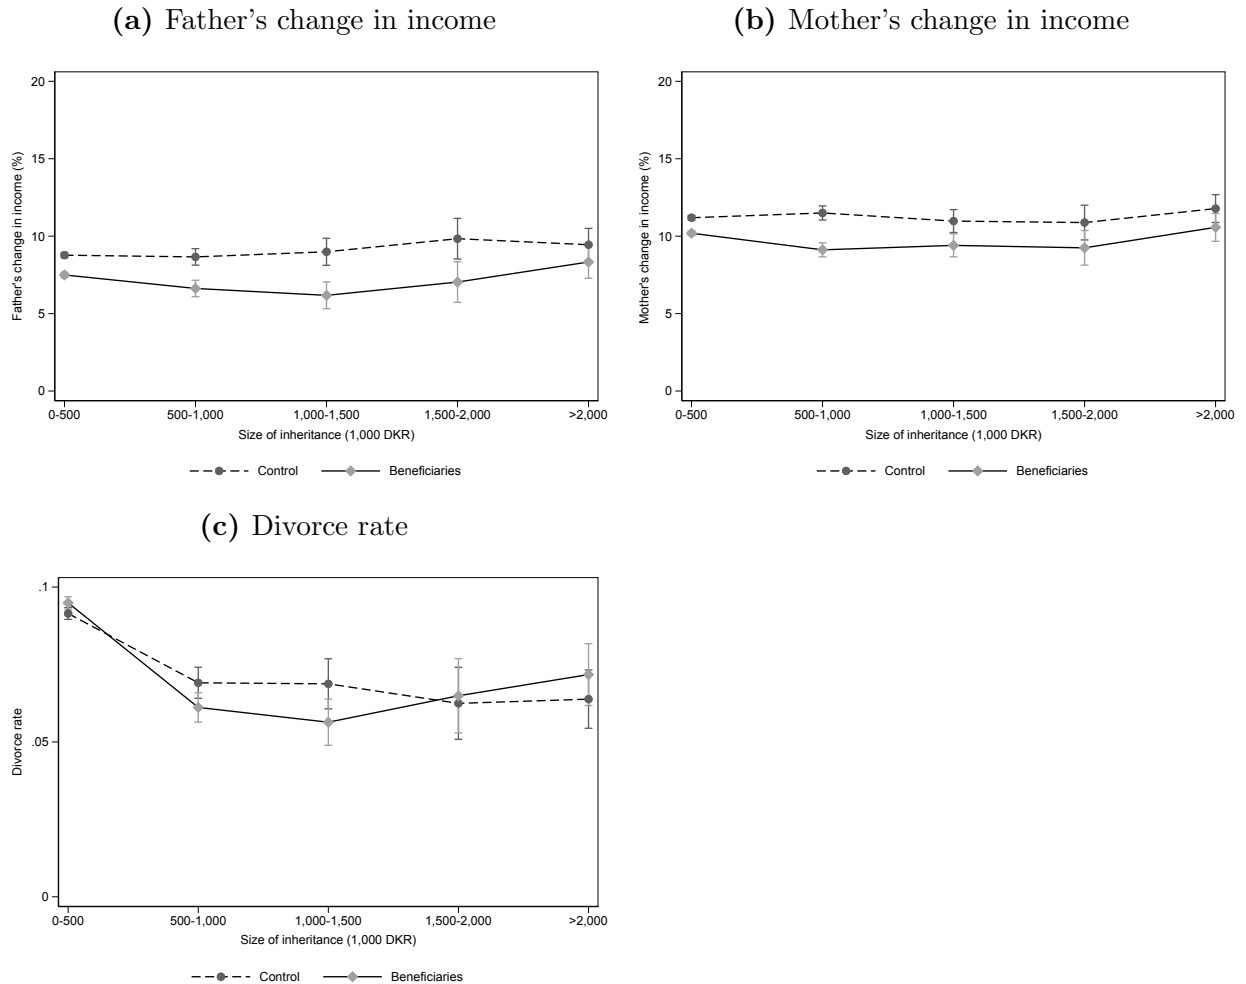 (a) Father's change in income
20
15
10
5
0
Father's change in income (%)
0-500 500-1,000 1,000-1,500 1,500-2,000 >2,000
Size of inheritance (1,000 DKR)
Control Beneficiaries
(b) Mother's change in income
20
15
10
5
0
Mother's change in income (%)
0-500 500-1,000 1,000-1,500 1,500-2,000 >2,000
Size of inheritance (1,000 DKR)
Control Beneficiaries
(c) Divorce rate
.1
.05
0
Divorce rate
0-500 500-1,000 1,000-1,500 1,500-2,000 >2,000
Size of inheritance (1,000 DKR)
Control Beneficiaries